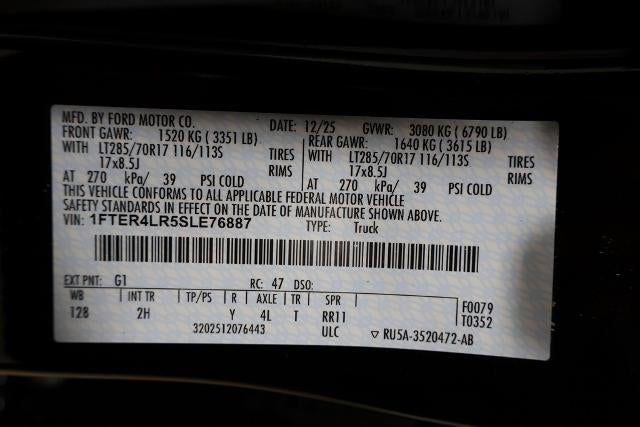 MFD. BY FORD MOTOR CO. DATE: 12/25 GVWR: 3080 KG ( 6790 LB)
FRONT GAWR: 1520 KG ( 3351 LB) REAR GAWR: 1640 KG ( 3615 LB)
WITH LT285/70R17 116/113S TIRES WITH LT285/70R17 116/113S TIRES
17x8.5J RIMS 17x8.5J RIMS
AT 270 kPa/ 39 PSI COLD AT 270 kPa/ 39 PSI COLD
THIS VEHICLE CONFORMS TO ALL APPLICABLE FEDERAL MOTOR VEHICLE
SAFETY STANDARDS IN EFFECT ON THE DATE OF MANUFACTURE SHOWN ABOVE.
VIN: 1FTER4LR5SLE76887 TYPE: Truck
EXT PNT: G1 RC: 47 DSO:
WB INT TR TP/PS R AXLE TR SPR F0079
128 2H Y 4L T RR11 T0352
3202512076443 ULC ▽ RU5A-3520472-AB